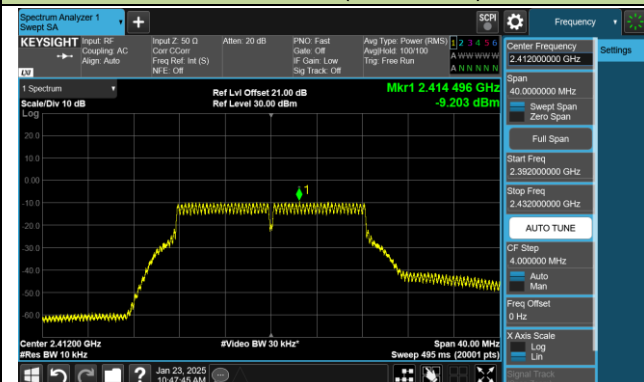 Spectrum Analyzer 1
Swept SA
SCPI
Frequency
KEYSIGHT
Input: RF
Coupling: AC
Align: Auto
Input Z: 50 Ω
Corr CCorr
Freq Ref: Int (S)
NFE: Off
Atten: 20 dB
PNO: Fast
Gate: Off
IF Gain: Low
Sig Track: Off
Avg Type: Power (RMS)
Avg|Hold: 100/100
Trig: Free Run
1 2 3 4 5 6
A W W W W W
A N N N N N
LXI
1 Spectrum
Scale/Div 10 dB
Log
Ref Lvl Offset 21.00 dB
Ref Level 30.00 dBm
Mkr1 2.414 496 GHz
-9.203 dBm
20.0
10.0
0.00
-10.0
-20.0
-30.0
-40.0
-50.0
-60.0
1
Center 2.41200 GHz
#Res BW 10 kHz
#Video BW 30 kHz*
Span 40.00 MHz
Sweep 495 ms (20001 pts)
Jan 23, 2025
10:47:45 AM
Center Frequency
2.412000000 GHz
Span
40.0000000 MHz
Swept Span
Zero Span
Full Span
Start Freq
2.392000000 GHz
Stop Freq
2.432000000 GHz
AUTO TUNE
CF Step
4.000000 MHz
Auto
Man
Freq Offset
0 Hz
X Axis Scale
Log
Lin
Signal Track
Settings